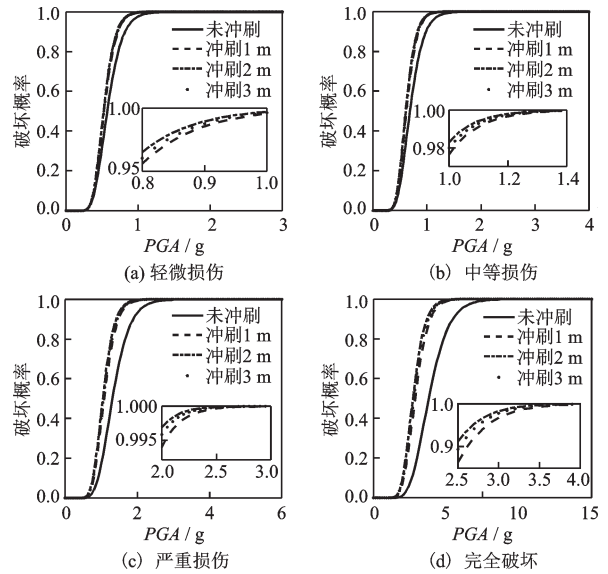 破坏概率
1.0
0.8
0.6
0.4
0.2
0.0
未冲刷
冲刷1 m
冲刷2 m
冲刷3 m
1.00
0.95
0.8 0.9 1.0
0 1 2 3
PGA / g
(a) 轻微损伤
破坏概率
1.0
0.8
0.6
0.4
0.2
0.0
未冲刷
冲刷1 m
冲刷2 m
冲刷3 m
1.00
0.98
1.0 1.2 1.4
0 1 2 3 4
PGA / g
(b) 中等损伤
破坏概率
1.0
0.8
0.6
0.4
0.2
0.0
未冲刷
冲刷1 m
冲刷2 m
冲刷3 m
1.000
0.995
2.0 2.5 3.0
0 2 4 6
PGA / g
(c) 严重损伤
破坏概率
1.0
0.8
0.6
0.4
0.2
0.0
未冲刷
冲刷1 m
冲刷2 m
冲刷3 m
1.0
0.9
2.5 3.0 3.5 4.0
0 5 10 15
PGA / g
(d) 完全破坏